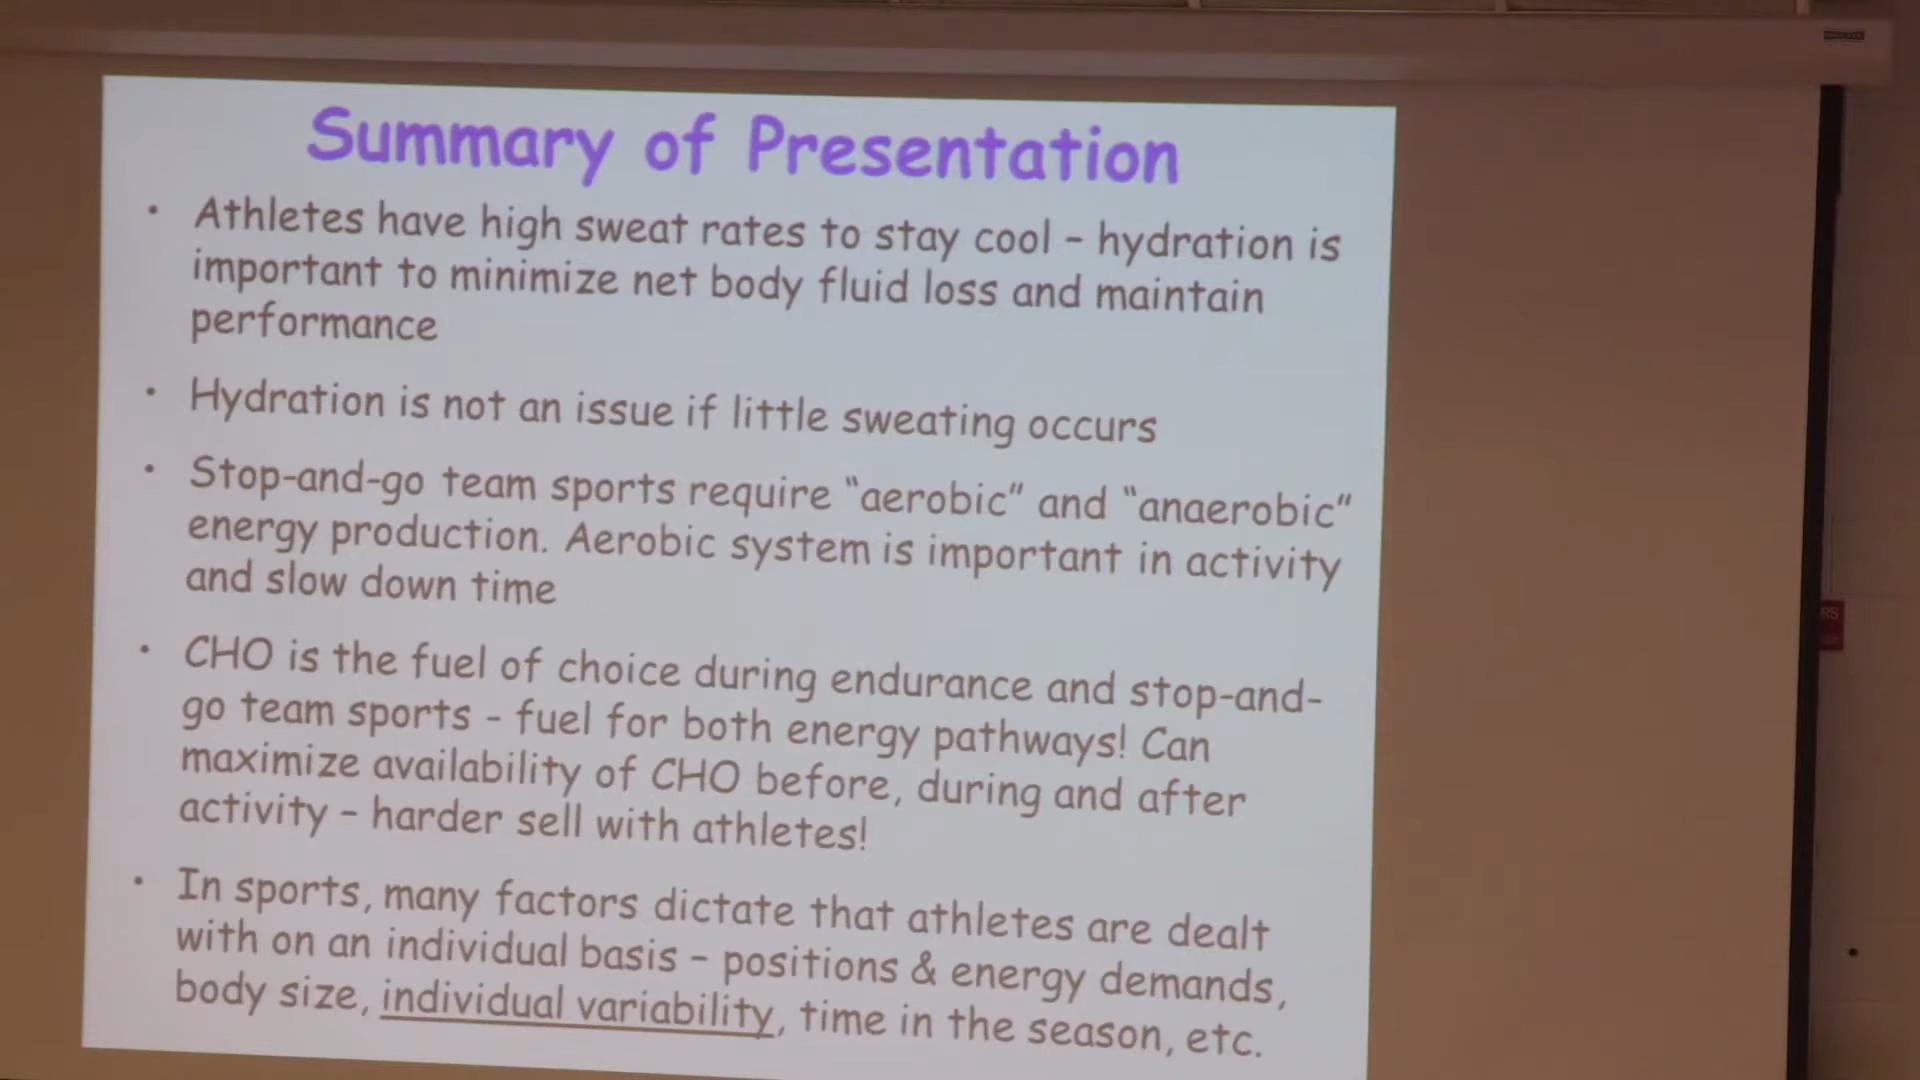 Summary of Presentation
• Athletes have high sweat rates to stay cool – hydration is
important to minimize net body fluid loss and maintain
performance
• Hydration is not an issue if little sweating occurs
• Stop-and-go team sports require “aerobic” and “anaerobic”
energy production. Aerobic system is important in activity
and slow down time
• CHO is the fuel of choice during endurance and stop-and-
go team sports – fuel for both energy pathways! Can
maximize availability of CHO before, during and after
activity – harder sell with athletes!
• In sports, many factors dictate that athletes are dealt
with on an individual basis – positions & energy demands,
body size, individual variability, time in the season, etc.
RS